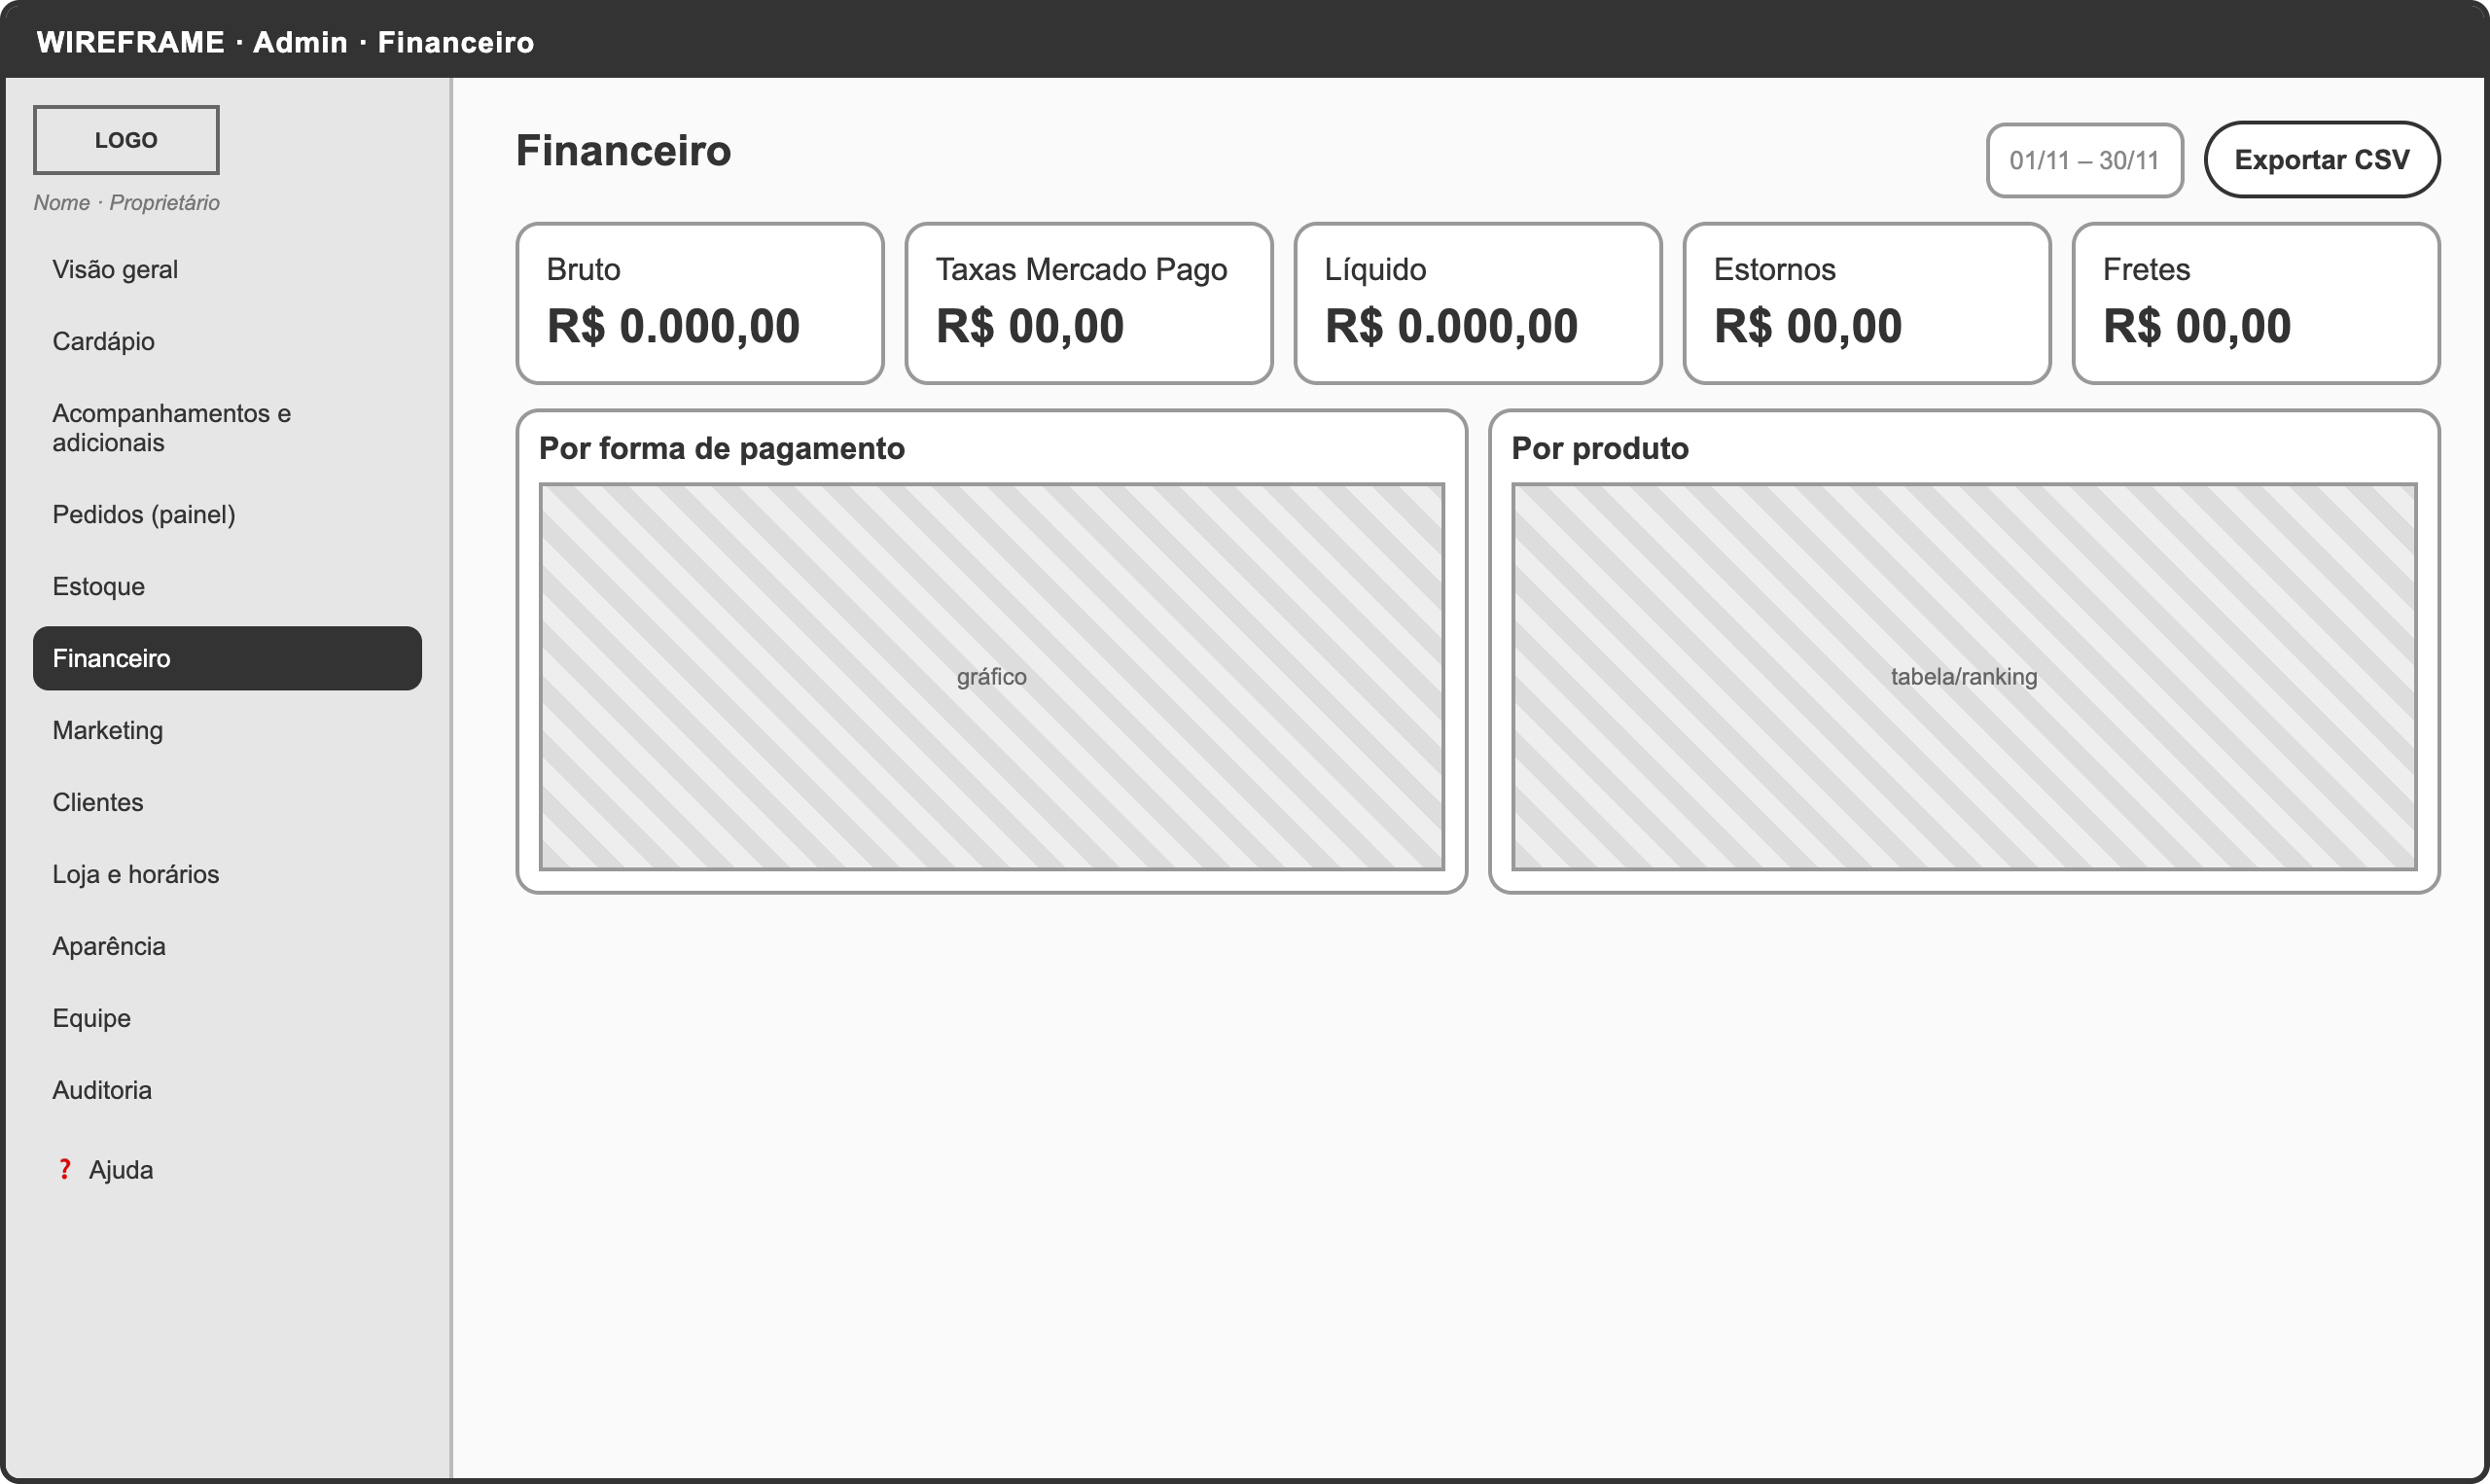 WIREFRAME · Admin · Financeiro
LOGO
Nome · Proprietário
Visão geral
Cardápio
Acompanhamentos e
adicionais
Pedidos (painel)
Estoque
Financeiro
Marketing
Clientes
Loja e horários
Aparência
Equipe
Auditoria
? Ajuda
Financeiro
01/11 – 30/11
Exportar CSV
Bruto
R$ 0.000,00
Taxas Mercado Pago
R$ 00,00
Líquido
R$ 0.000,00
Estornos
R$ 00,00
Fretes
R$ 00,00
Por forma de pagamento
gráfico
Por produto
tabela/ranking